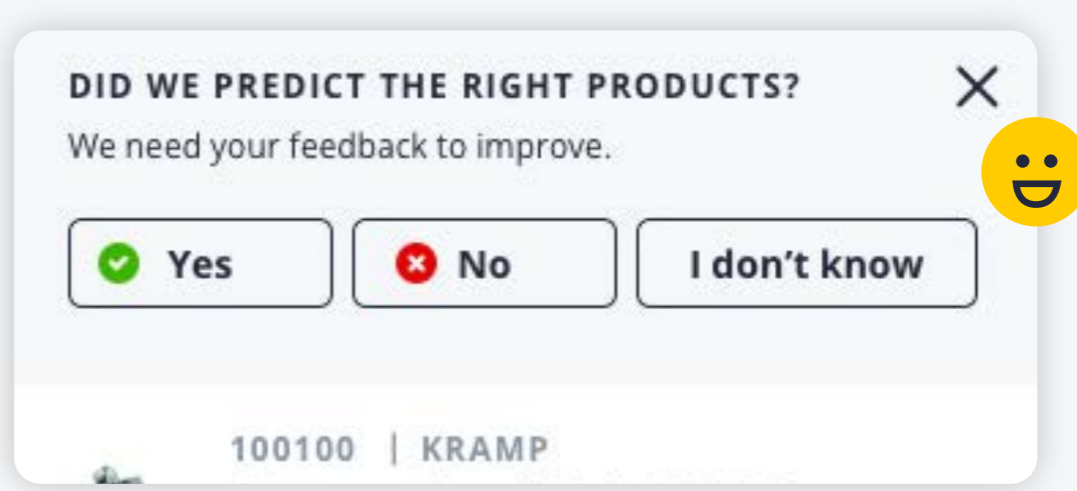 DID WE PREDICT THE RIGHT PRODUCTS?
We need your feedback to improve.
Yes No I don't know
100100 | KRAMP